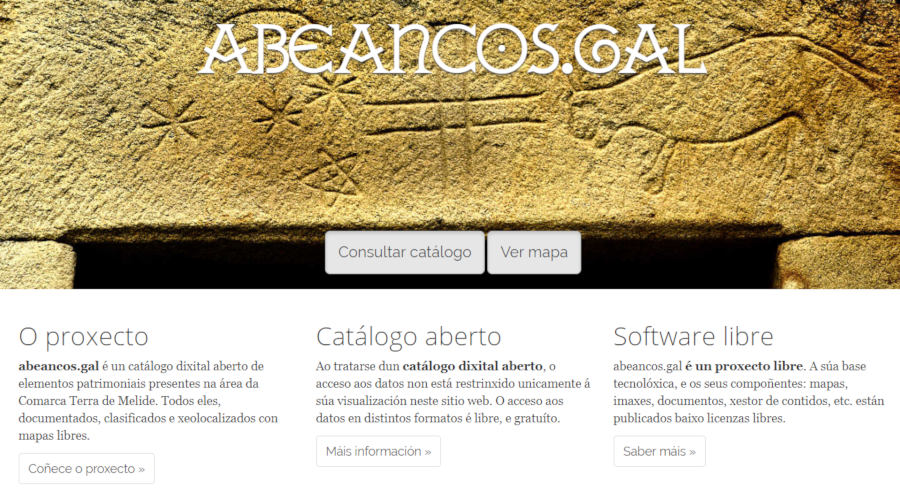 ABEANCOS.GAL
Consultar catálogo
Ver mapa
O proxecto
abeancos.gal é un catálogo dixital aberto de
elementos patrimoniais presentes na área da
Comarca Terra de Melide. Todos eles,
documentados, clasificados e xeolocalizados con
mapas libres.
Coñece o proxecto »
Catálogo aberto
Ao tratarse dun catálogo dixital aberto, o
acceso aos datos non está restrinxido unicamente á
súa visualización neste sitio web. O acceso aos
datos en distintos formatos é libre, e gratuíto.
Máis información »
Software libre
abeancos.gal é un proxecto libre. A súa base
tecnolóxica, e os seus compoñentes: mapas,
imaxes, documentos, xestor de contidos, etc. están
publicados baixo licenzas libres.
Saber máis »